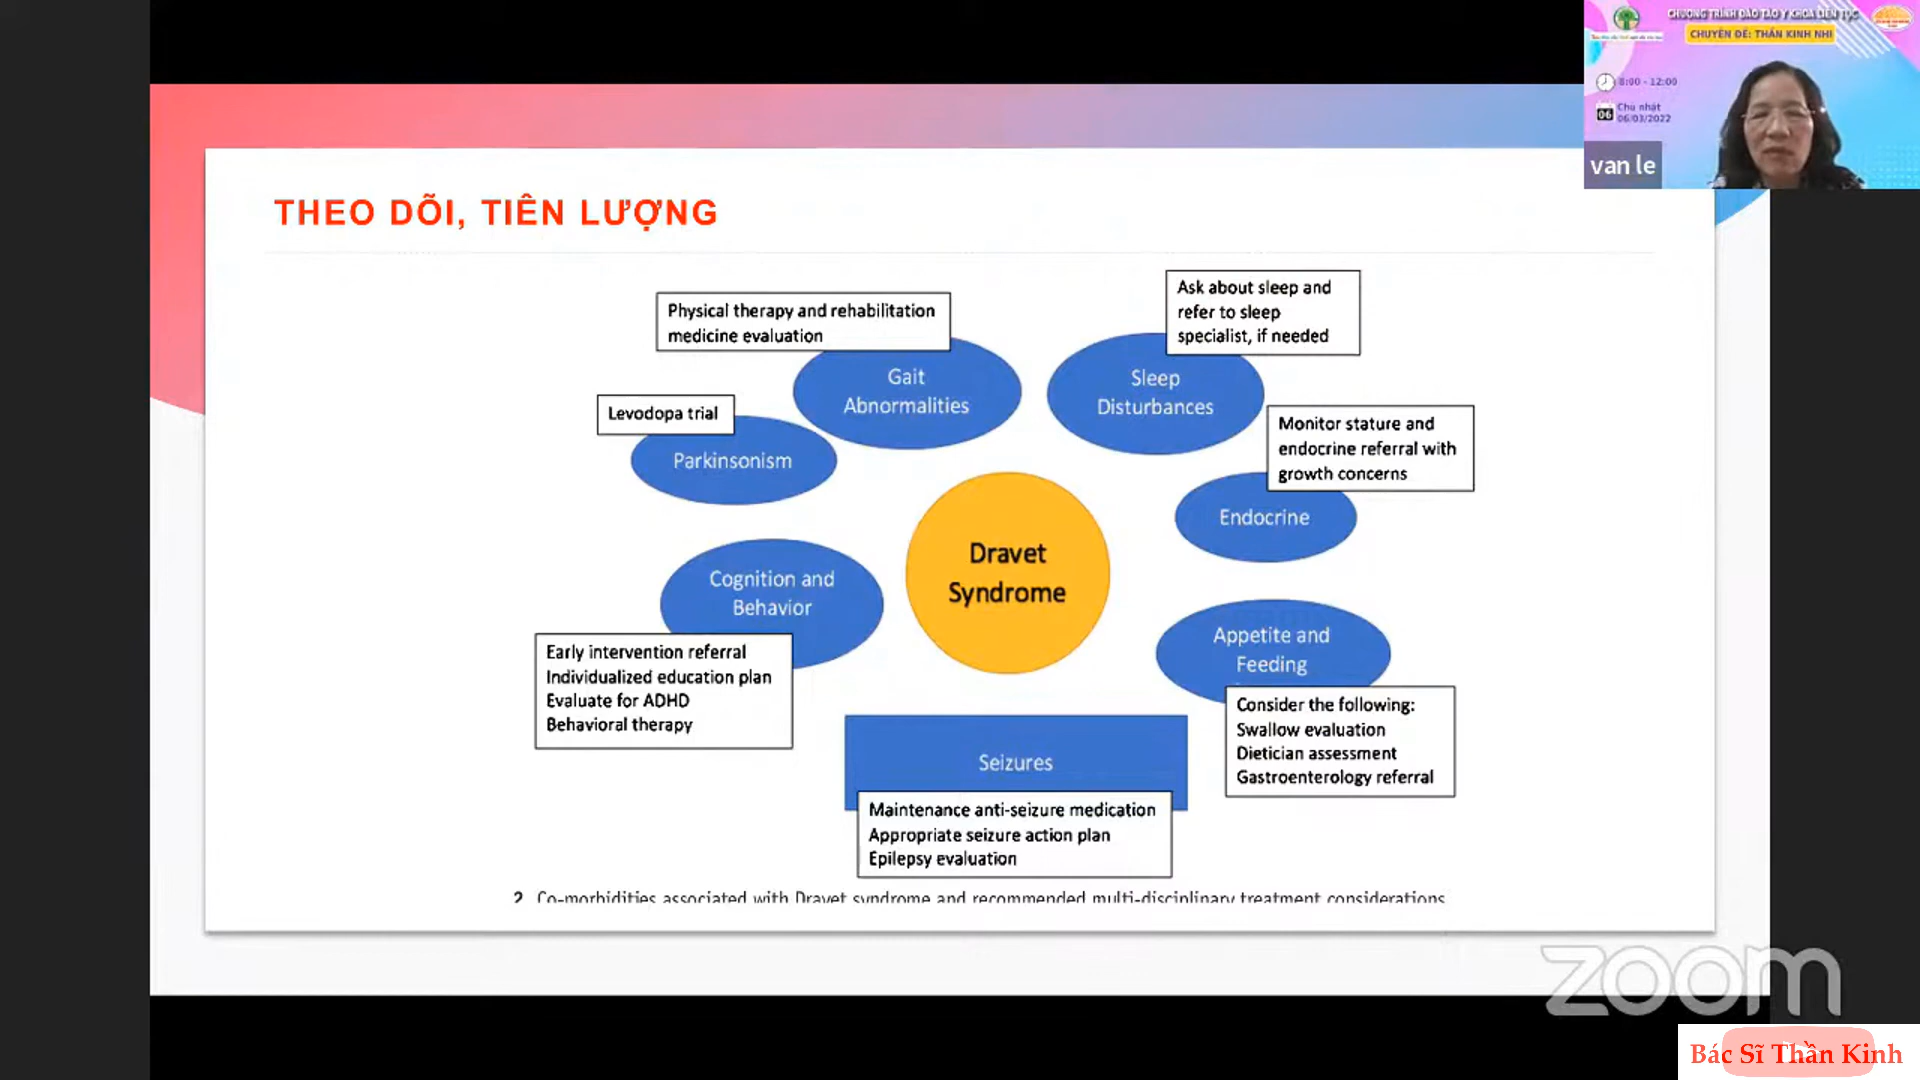 CHƯƠNG TRÌNH ĐÀO TẠO Y KHOA LIÊN TỤC
CHUYÊN ĐỀ: THẦN KINH NHI
8:00 - 12:00
Chủ nhật
06
06/03/2022
van le
THEO DÕI, TIÊN LƯỢNG
Physical therapy and rehabilitation
medicine evaluation
Gait
Abnormalities
Ask about sleep and
refer to sleep
specialist, if needed
Sleep
Disturbances
Levodopa trial
Parkinsonism
Monitor stature and
endocrine referral with
growth concerns
Endocrine
Dravet
Syndrome
Cognition and
Behavior
Early intervention referral
Individualized education plan
Evaluate for ADHD
Behavioral therapy
Appetite and
Feeding
Consider the following:
Swallow evaluation
Dietician assessment
Gastroenterology referral
Seizures
Maintenance anti-seizure medication
Appropriate seizure action plan
Epilepsy evaluation
2 Co-morbidities associated with Dravet syndrome and recommended multi-disciplinary treatment considerations
zoom
Bác Sĩ Thần Kinh